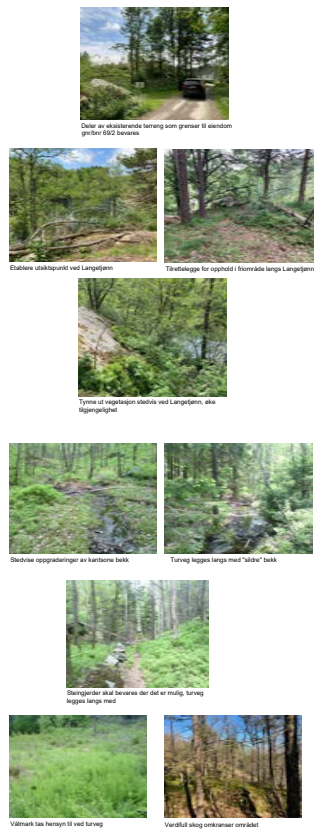 Deler av eksisterende terreng som grenser til eiendom
gnr/bnr 69/2 bevares
Etablere utsiktspunkt ved Langetjønn
Tilrettelegge for opphold i friområde langs Langetjønn
Tynne ut vegetasjon stedvis ved Langetjønn, øke
tilgjengelighet
Stedvise oppgraderinger av kantsone bekk
Turveg legges langs med "sildre" bekk
Steingjerder skal bevares der det er mulig, turveg
legges langs med
Våtmark tas hensyn til ved turveg
Verdifull skog omkranser området